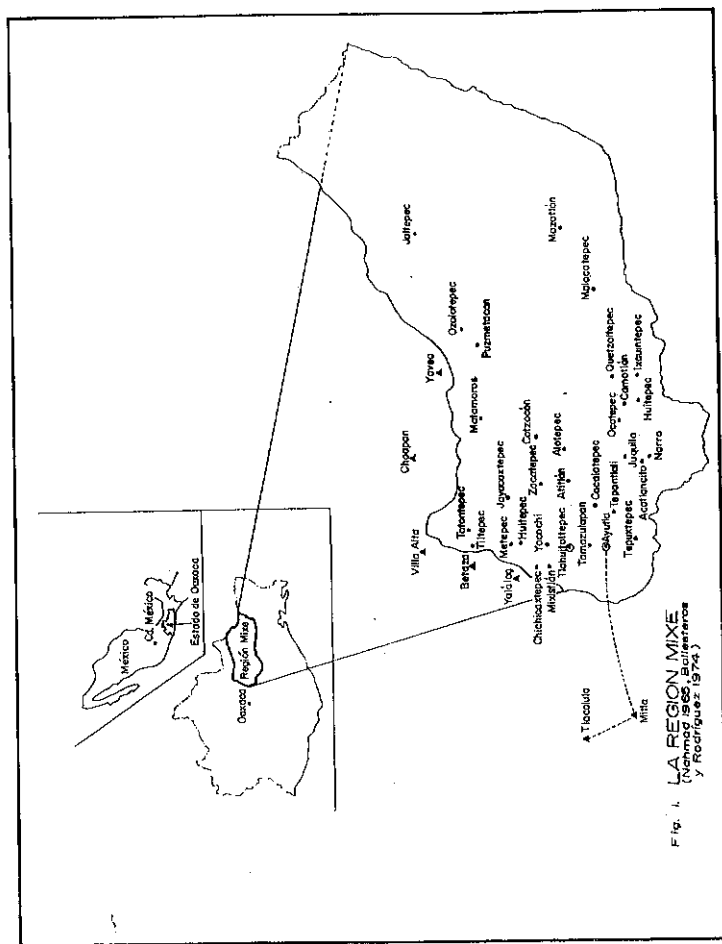 México
Cd. México
Estado de Oaxaca
Oaxaca
Región Mixe
Villa Alta
Choapan
Yavea
Jaltepec
Betaza
Totontepec
Tiltepec
Matamoros
Ozolotepec
Puzmetacan
Yalalag
Metepec
Jayacaxtepec
Huitepec
Cotzocón
Chichicaxtepec
Yacochi
Zacatepec
Mixistlán
Tlahuitoltepec
Atitlán
Alotepec
Mazatlán
Tamazulapan
Cacalotepec
Malacatepec
Tlacolula
Ayutla
Tepantlali
Ocotepec
Quetzaltepec
Camotlán
Mitla
Tepuxtepec
Juquila
Acatlancito
Narro
Huitepec
Ixcuintepec
Fig. 1. LA REGION MIXE
(Nahmad 1965, Ballesteros
y Rodríguez 1974)